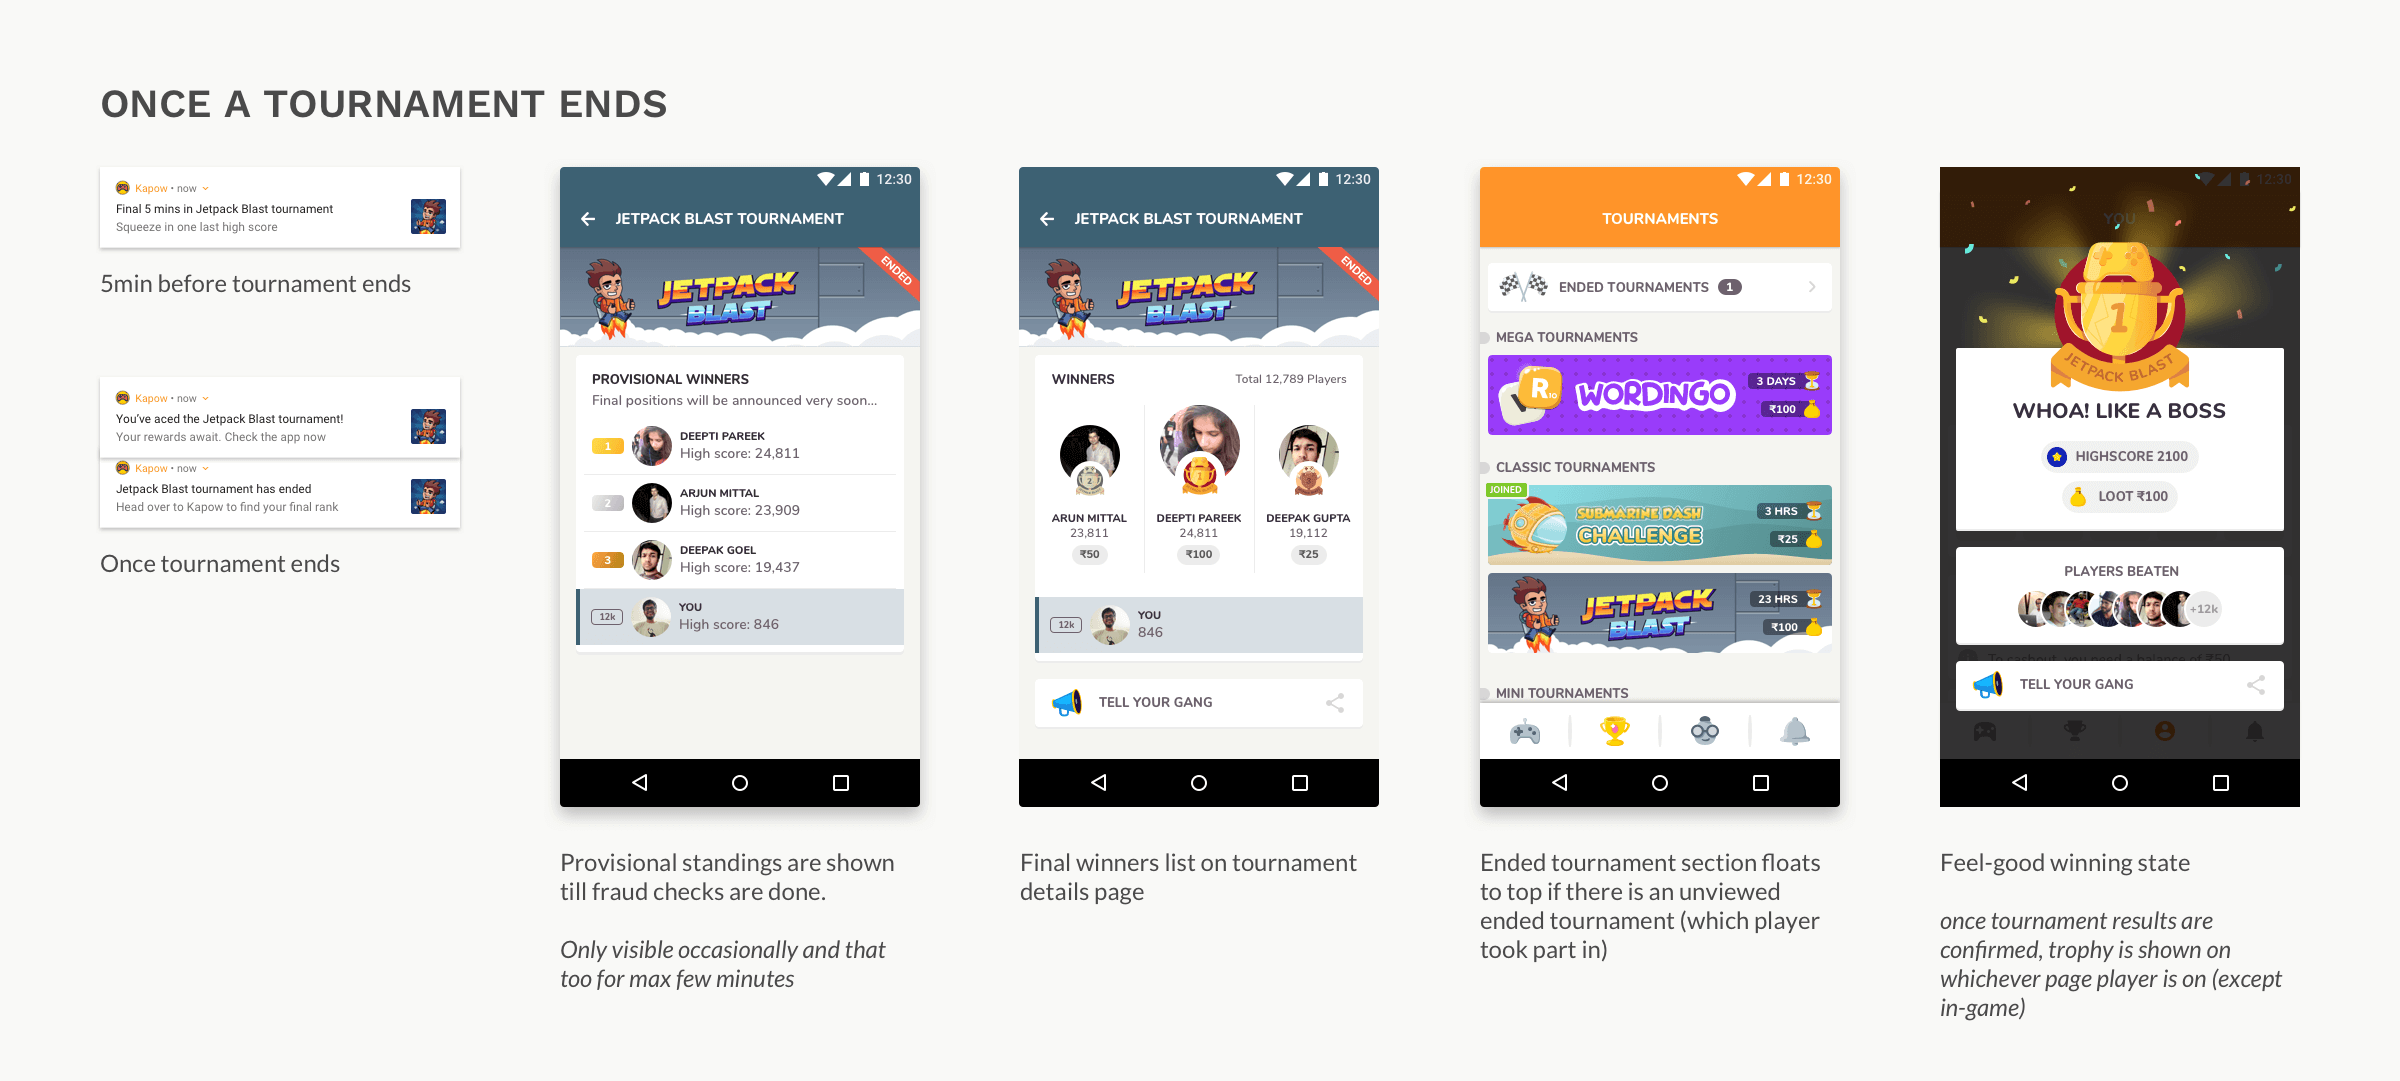 ONCE A TOURNAMENT ENDS
Kapow • now
Final 5 mins in Jetpack Blast tournament
Squeeze in one last high score
5min before tournament ends
Kapow • now
You've aced the Jetpack Blast tournament!
Your rewards await. Check the app now
Kapow • now
Jetpack Blast tournament has ended
Head over to Kapow to find your final rank
Once tournament ends
12:30
JETPACK BLAST TOURNAMENT
ENDED
JETPACK
BLAST
PROVISIONAL WINNERS
Final positions will be announced very soon...
1
DEEPTI PAREEK
High score: 24,811
2
ARJUN MITTAL
High score: 23,909
3
DEEPAK GOEL
High score: 19,437
12k
YOU
High score: 846
Provisional standings are shown
till fraud checks are done.
Only visible occasionally and that
too for max few minutes
12:30
JETPACK BLAST TOURNAMENT
ENDED
JETPACK
BLAST
WINNERS
Total 12,789 Players
2
1
3
ARUN MITTAL
23,811
₹50
DEEPTI PAREEK
24,811
₹100
DEEPAK GUPTA
19,112
₹25
12k
YOU
846
TELL YOUR GANG
Final winners list on tournament
details page
12:30
TOURNAMENTS
ENDED TOURNAMENTS 1
MEGA TOURNAMENTS
R10
WORDINGO
3 DAYS
₹100
CLASSIC TOURNAMENTS
JOINED
SUBMARINE DASH
CHALLENGE
3 HRS
₹25
JETPACK
BLAST
23 HRS
₹100
MINI TOURNAMENTS
Ended tournament section floats
to top if there is an unviewed
ended tournament (which player
took part in)
12:30
YOU
1
JETPACK BLAST
WHOA! LIKE A BOSS
HIGHSCORE 2100
LOOT ₹100
PLAYERS BEATEN
+12k
To cashout, you need a balance of ₹50
TELL YOUR GANG
Feel-good winning state
once tournament results are
confirmed, trophy is shown on
whichever page player is on (except
in-game)